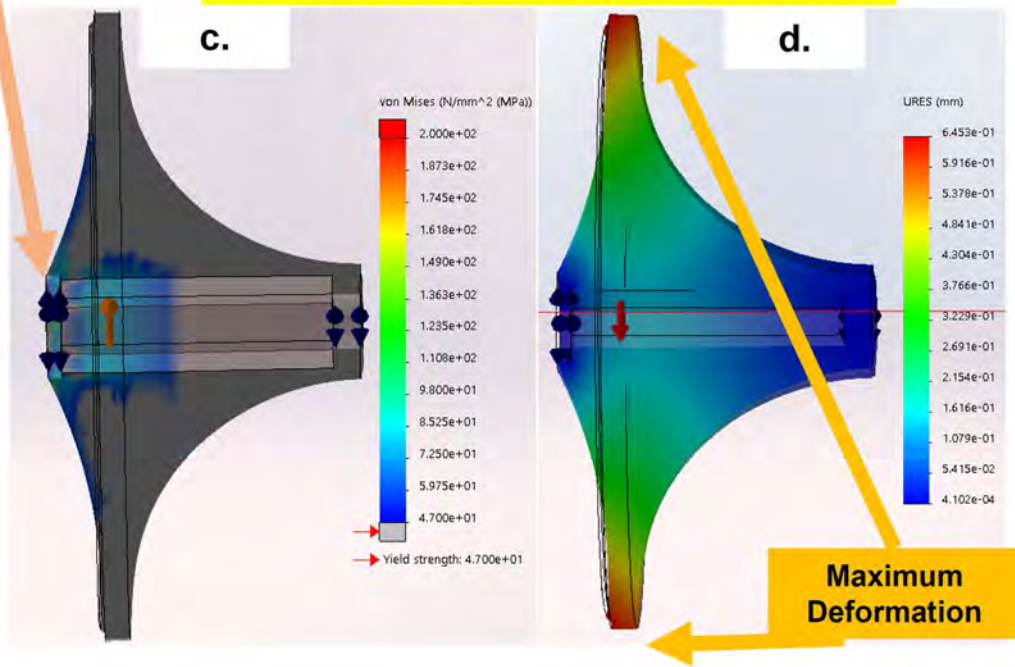 c.
von Mises (N/mm^2 (MPa))
2.000e+02
1.873e+02
1.745e+02
1.618e+02
1.490e+02
1.363e+02
1.235e+02
1.108e+02
9.800e+01
8.525e+01
7.250e+01
5.975e+01
4.700e+01
Yield strength: 4.700e+01
d.
URES (mm)
6.453e-01
5.916e-01
5.378e-01
4.841e-01
4.304e-01
3.766e-01
3.229e-01
2.691e-01
2.154e-01
1.616e-01
1.079e-01
5.415e-02
4.102e-04
Maximum
Deformation